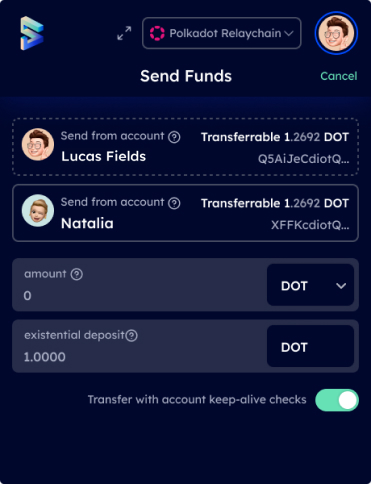 Polkadot Relaychain
Send Funds
Cancel
Send from account ?
Transferrable 1.2692 DOT
Lucas Fields
Q5AiJeCdiotQ...
Send from account ?
Transferrable 1.2692 DOT
Natalia
XFFKcdiotQ...
amount ?
0
DOT
existential deposit?
1.0000
DOT
Transfer with account keep-alive checks